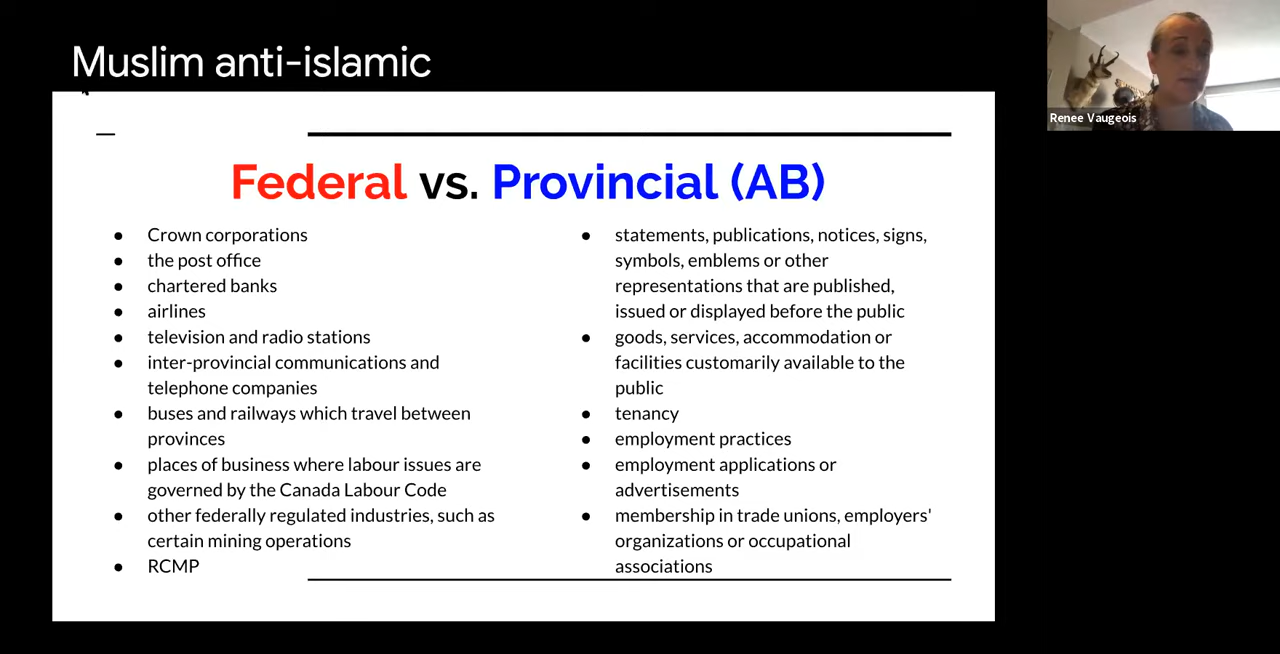 Muslim anti-islamic
Renee Vaugeois
Federal vs. Provincial (AB)
● Crown corporations
● the post office
● chartered banks
● airlines
● television and radio stations
● inter-provincial communications and
telephone companies
● buses and railways which travel between
provinces
● places of business where labour issues are
governed by the Canada Labour Code
● other federally regulated industries, such as
certain mining operations
● RCMP
● statements, publications, notices, signs,
symbols, emblems or other
representations that are published,
issued or displayed before the public
● goods, services, accommodation or
facilities customarily available to the
public
● tenancy
● employment practices
● employment applications or
advertisements
● membership in trade unions, employers'
organizations or occupational
associations